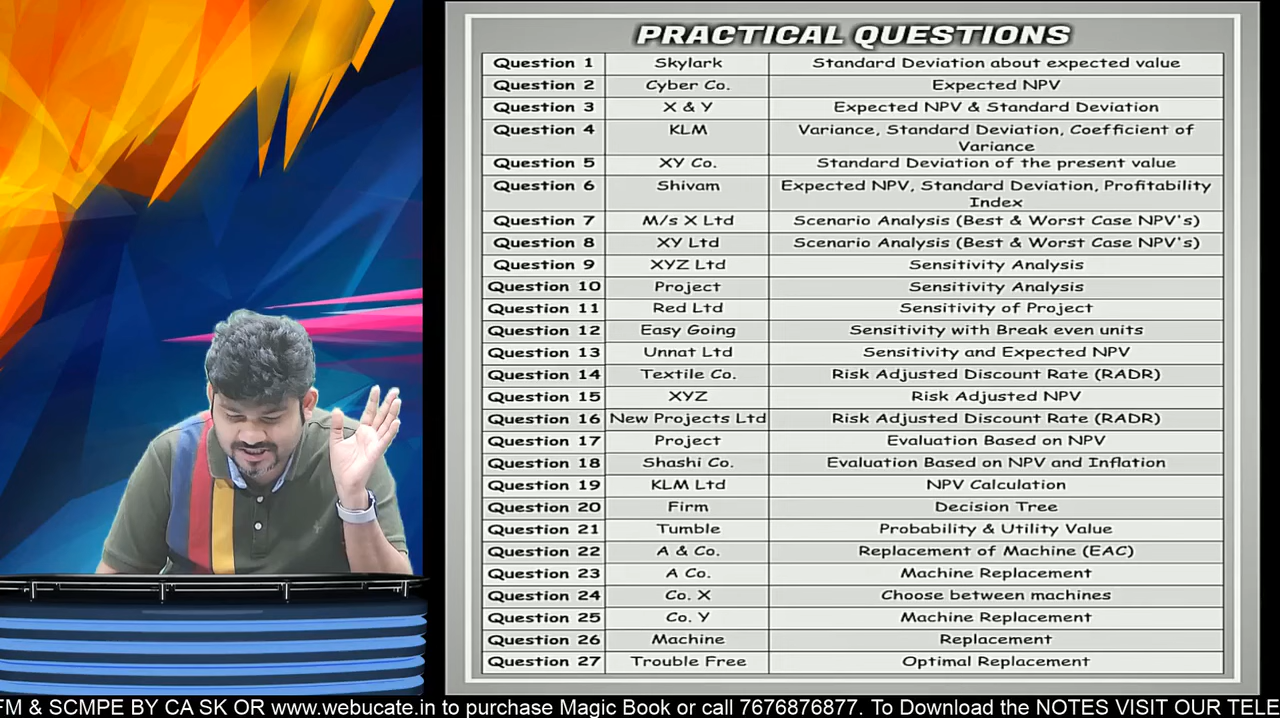 PRACTICAL QUESTIONS
Question 1 Skylark Standard Deviation about expected value
Question 2 Cyber Co. Expected NPV
Question 3 X & Y Expected NPV & Standard Deviation
Question 4 KLM Variance, Standard Deviation, Coefficient of
Variance
Question 5 XY Co. Standard Deviation of the present value
Question 6 Shivam Expected NPV, Standard Deviation, Profitability
Index
Question 7 M/s X Ltd Scenario Analysis (Best & Worst Case NPV's)
Question 8 XY Ltd Scenario Analysis (Best & Worst Case NPV's)
Question 9 XYZ Ltd Sensitivity Analysis
Question 10 Project Sensitivity Analysis
Question 11 Red Ltd Sensitivity of Project
Question 12 Easy Going Sensitivity with Break even units
Question 13 Unnat Ltd Sensitivity and Expected NPV
Question 14 Textile Co. Risk Adjusted Discount Rate (RADR)
Question 15 XYZ Risk Adjusted NPV
Question 16 New Projects Ltd Risk Adjusted Discount Rate (RADR)
Question 17 Project Evaluation Based on NPV
Question 18 Shashi Co. Evaluation Based on NPV and Inflation
Question 19 KLM Ltd NPV Calculation
Question 20 Firm Decision Tree
Question 21 Tumble Probability & Utility Value
Question 22 A & Co. Replacement of Machine (EAC)
Question 23 A Co. Machine Replacement
Question 24 Co. X Choose between machines
Question 25 Co. Y Machine Replacement
Question 26 Machine Replacement
Question 27 Trouble Free Optimal Replacement
FM & SCMPE BY CA SK OR www.webucate.in to purchase Magic Book or call 7676876877. To Download the NOTES VISIT OUR TELE